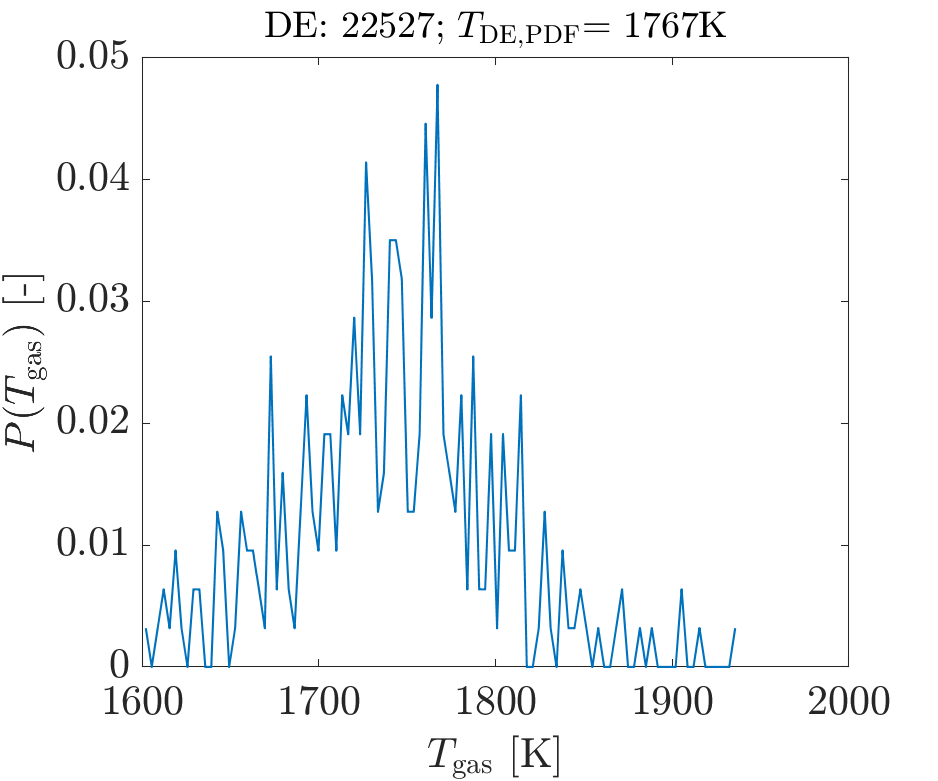 DE: 22527; T_DE,PDF= 1767K
0.05
0.04
0.03
0.02
0.01
0
P(T_gas) [-]
1600 1700 1800 1900 2000
T_gas [K]